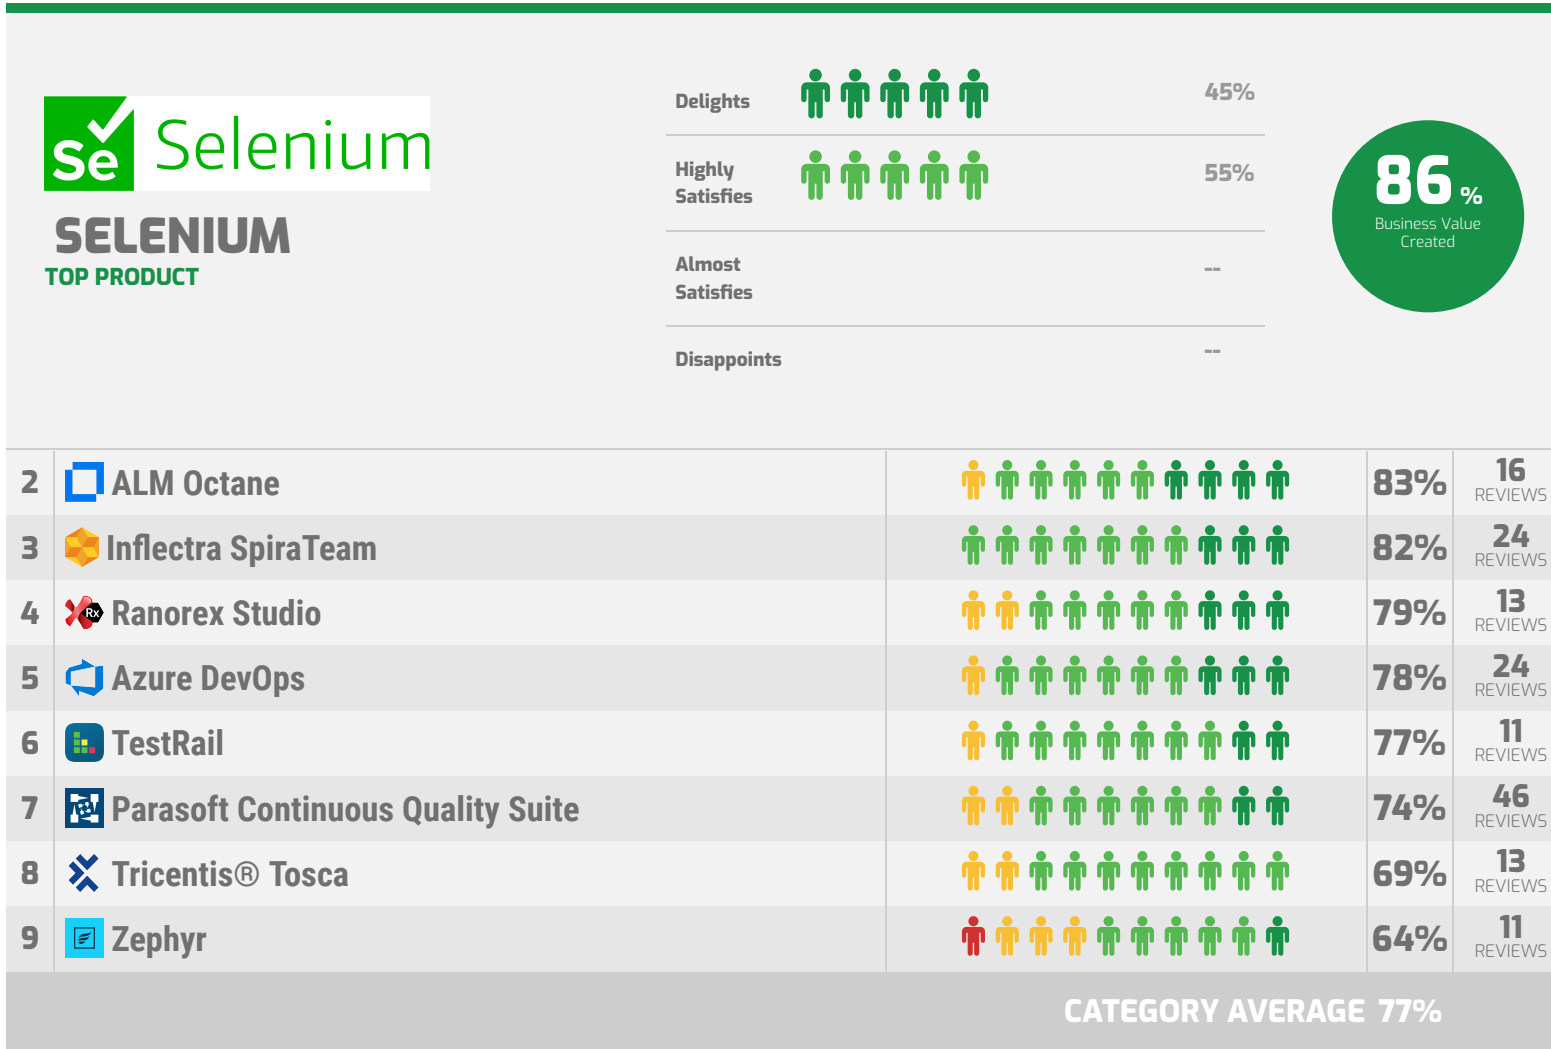 Se Selenium
SELENIUM
TOP PRODUCT
Delights 45%
Highly
Satisfies 55%
Almost
Satisfies --
Disappoints --
86 %
Business Value
Created
2 ALM Octane 83% 16 REVIEWS
3 Inflectra SpiraTeam 82% 24 REVIEWS
4 Rx Ranorex Studio 79% 13 REVIEWS
5 Azure DevOps 78% 24 REVIEWS
6 TestRail 77% 11 REVIEWS
7 Parasoft Continuous Quality Suite 74% 46 REVIEWS
8 Tricentis® Tosca 69% 13 REVIEWS
9 Zephyr 64% 11 REVIEWS
CATEGORY AVERAGE 77%